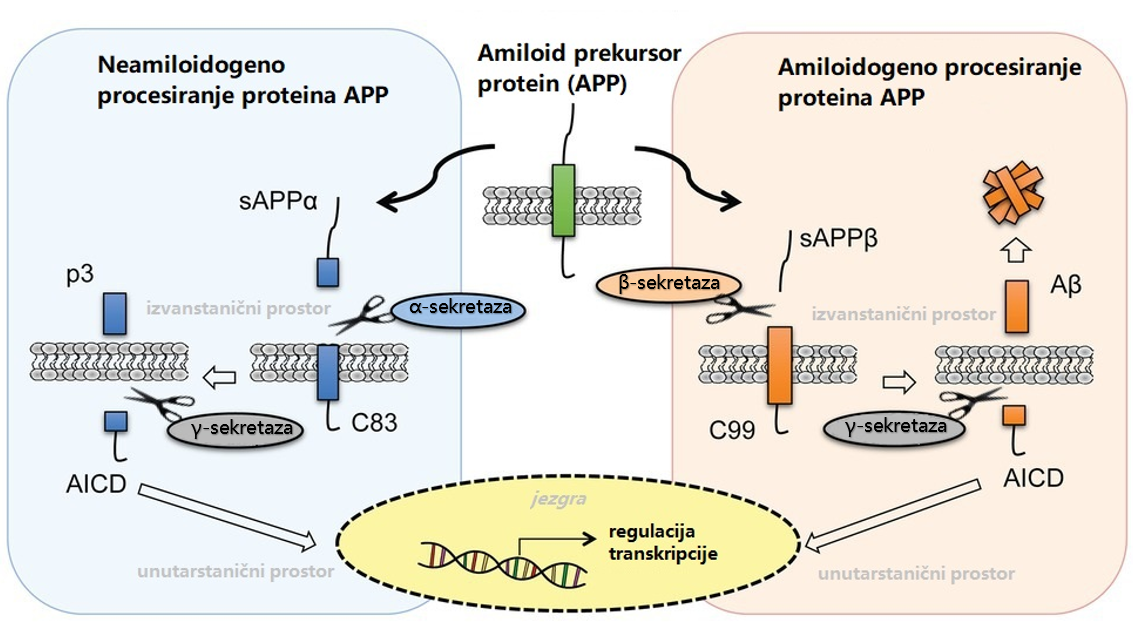 Neamiloidogeno
procesiranje proteina APP
Amiloid prekursor
protein (APP)
Amiloidogeno procesiranje
proteina APP
sAPPα
p3
izvanstanični prostor
α-sekretaza
γ-sekretaza
C83
AICD
unutarstanični prostor
β-sekretaza
sAPPβ
Aβ
izvanstanični prostor
C99
γ-sekretaza
AICD
unutarstanični prostor
jezgra
regulacija
transkripcije